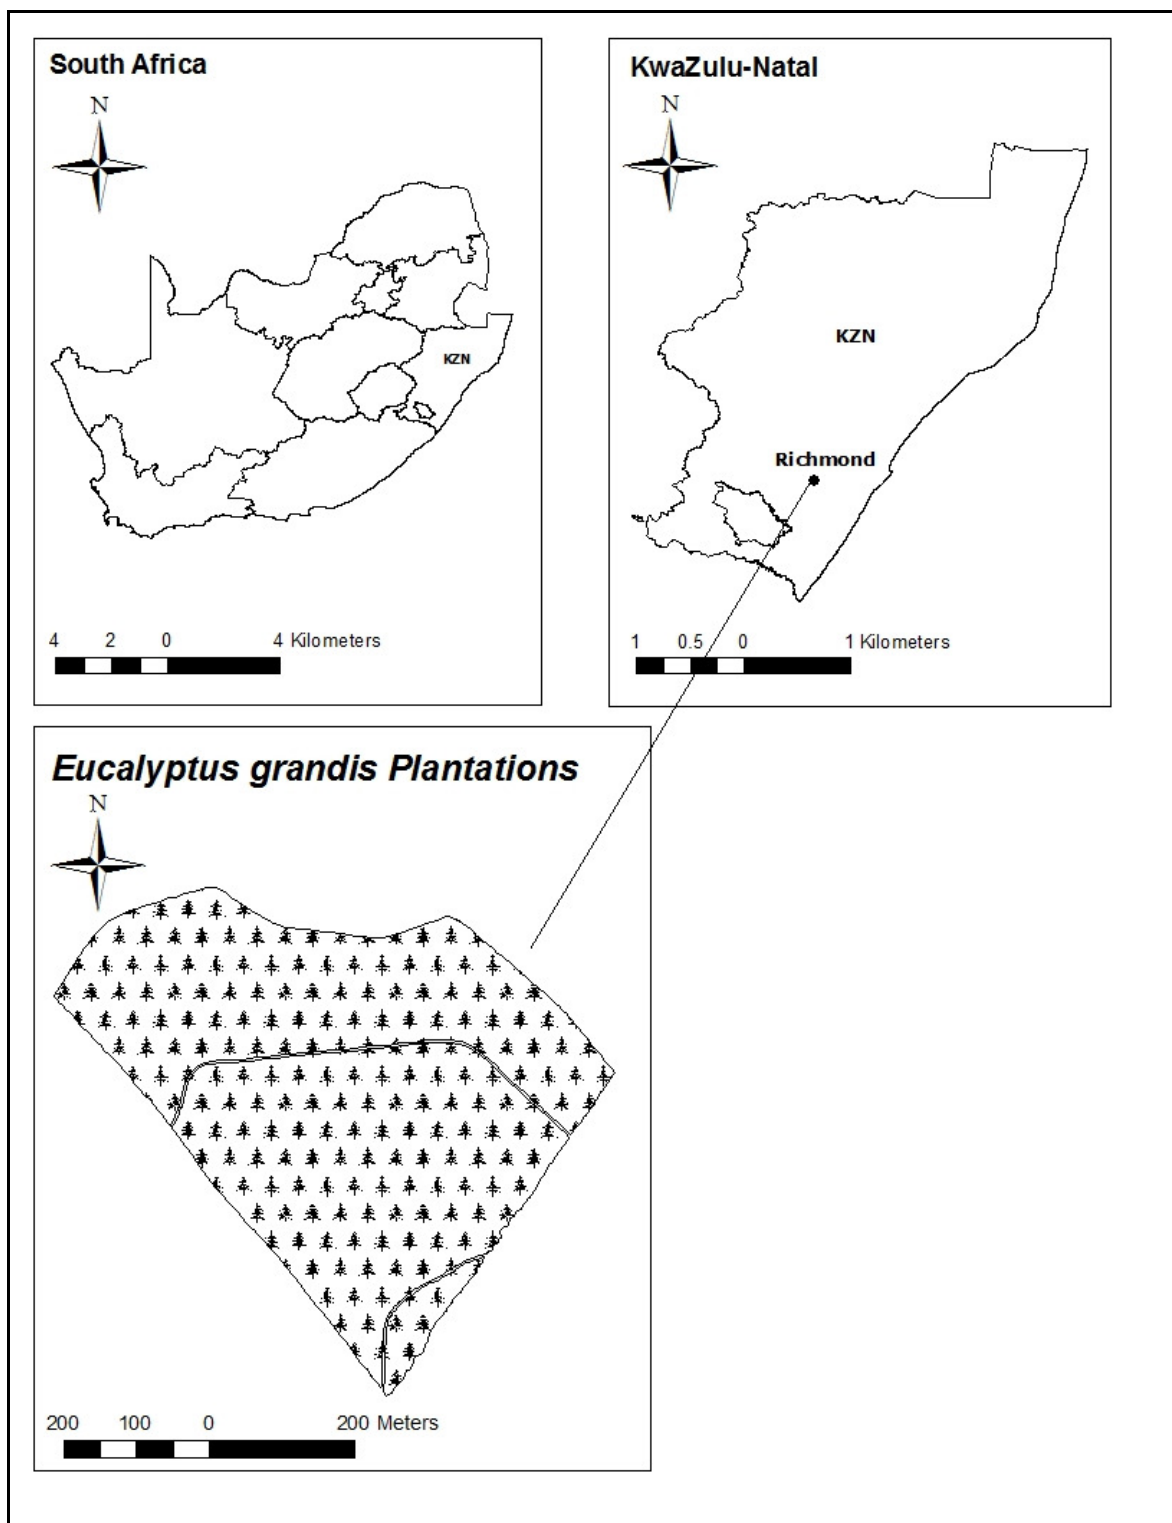 South Africa
N
KZN
4 2 0 4 Kilometers
KwaZulu-Natal
N
KZN
Richmond
1 0.5 0 1 Kilometers
Eucalyptus grandis Plantations
N
200 100 0 200 Meters